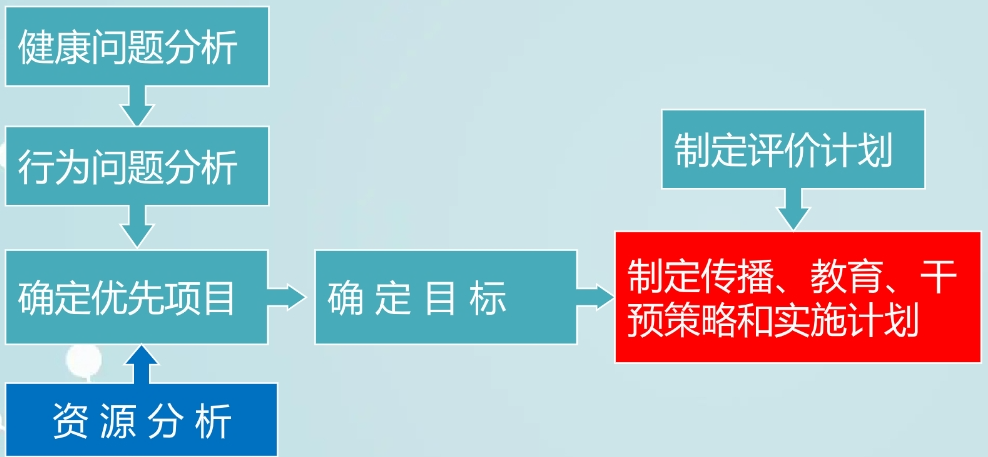 健康问题分析
行为问题分析
制定评价计划
确定优先项目
确 定 目 标
制定传播、教育、干
预策略和实施计划
资 源 分 析